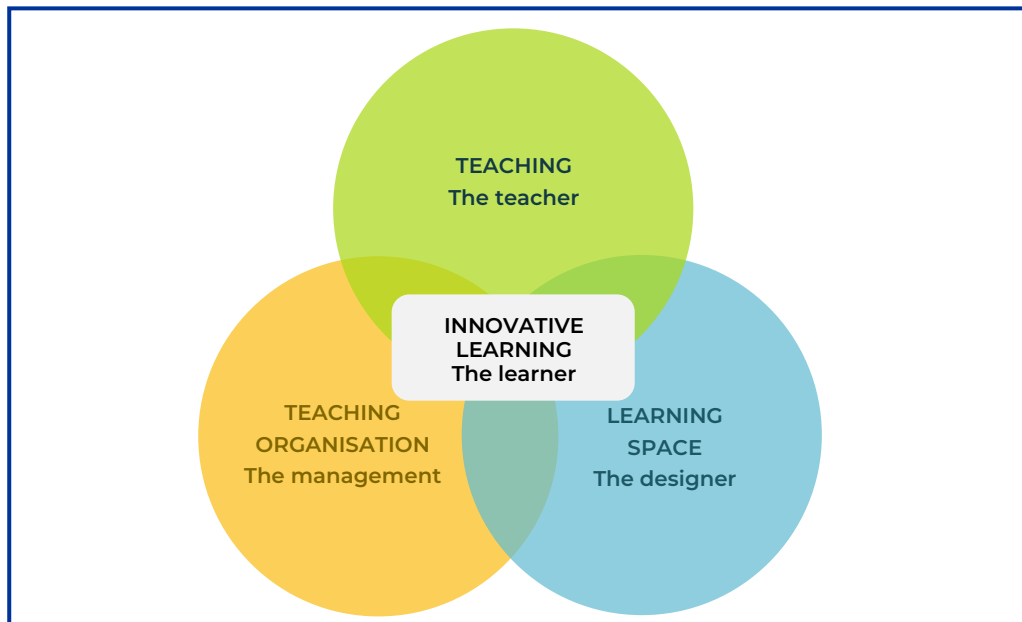 TEACHING
The teacher
INNOVATIVE
LEARNING
The learner
TEACHING
ORGANISATION
The management
LEARNING
SPACE
The designer